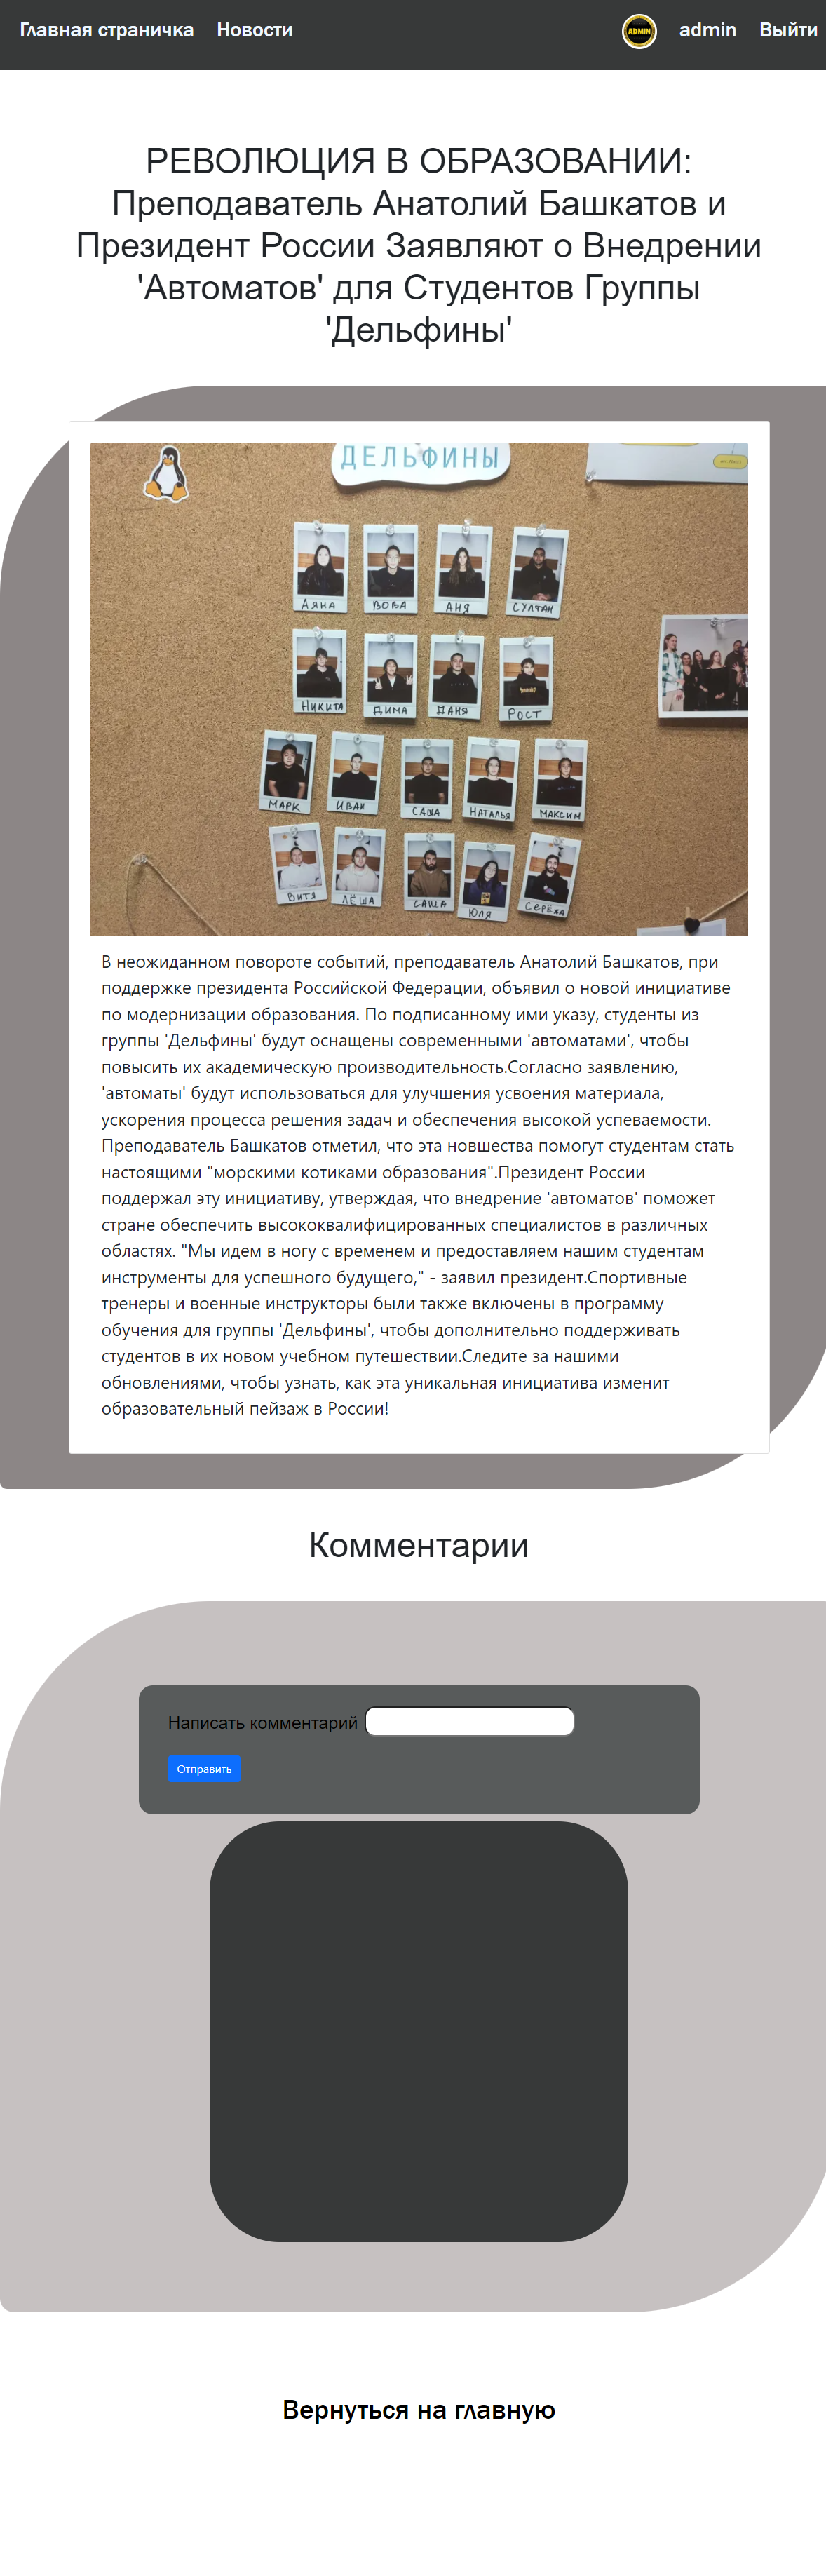 Главная страничка Новости ADMIN admin Выйти
РЕВОЛЮЦИЯ В ОБРАЗОВАНИИ:
Преподаватель Анатолий Башкатов и
Президент России Заявляют о Внедрении
'Автоматов' для Студентов Группы
'Дельфины'
ДЕЛЬФИНЫ
АЯНА ВОВА АНЯ СУЛТАН
НИКИТА ДИМА ДАНЯ РОСТ
МАРК ИВАН САША НАТАЛЬЯ МАКСИМ
ВИТЯ ЛЁША САША ЮЛЯ СЕРЁЖА
В неожиданном повороте событий, преподаватель Анатолий Башкатов, при
поддержке президента Российской Федерации, объявил о новой инициативе
по модернизации образования. По подписанному ими указу, студенты из
группы 'Дельфины' будут оснащены современными 'автоматами', чтобы
повысить их академическую производительность.Согласно заявлению,
'автоматы' будут использоваться для улучшения усвоения материала,
ускорения процесса решения задач и обеспечения высокой успеваемости.
Преподаватель Башкатов отметил, что эта новшества помогут студентам стать
настоящими "морскими котиками образования".Президент России
поддержал эту инициативу, утверждая, что внедрение 'автоматов' поможет
стране обеспечить высококвалифицированных специалистов в различных
областях. "Мы идем в ногу с временем и предоставляем нашим студентам
инструменты для успешного будущего," - заявил президент.Спортивные
тренеры и военные инструкторы были также включены в программу
обучения для группы 'Дельфины', чтобы дополнительно поддерживать
студентов в их новом учебном путешествии.Следите за нашими
обновлениями, чтобы узнать, как эта уникальная инициатива изменит
образовательный пейзаж в России!
Комментарии
Написать комментарий
Отправить
Вернуться на главную